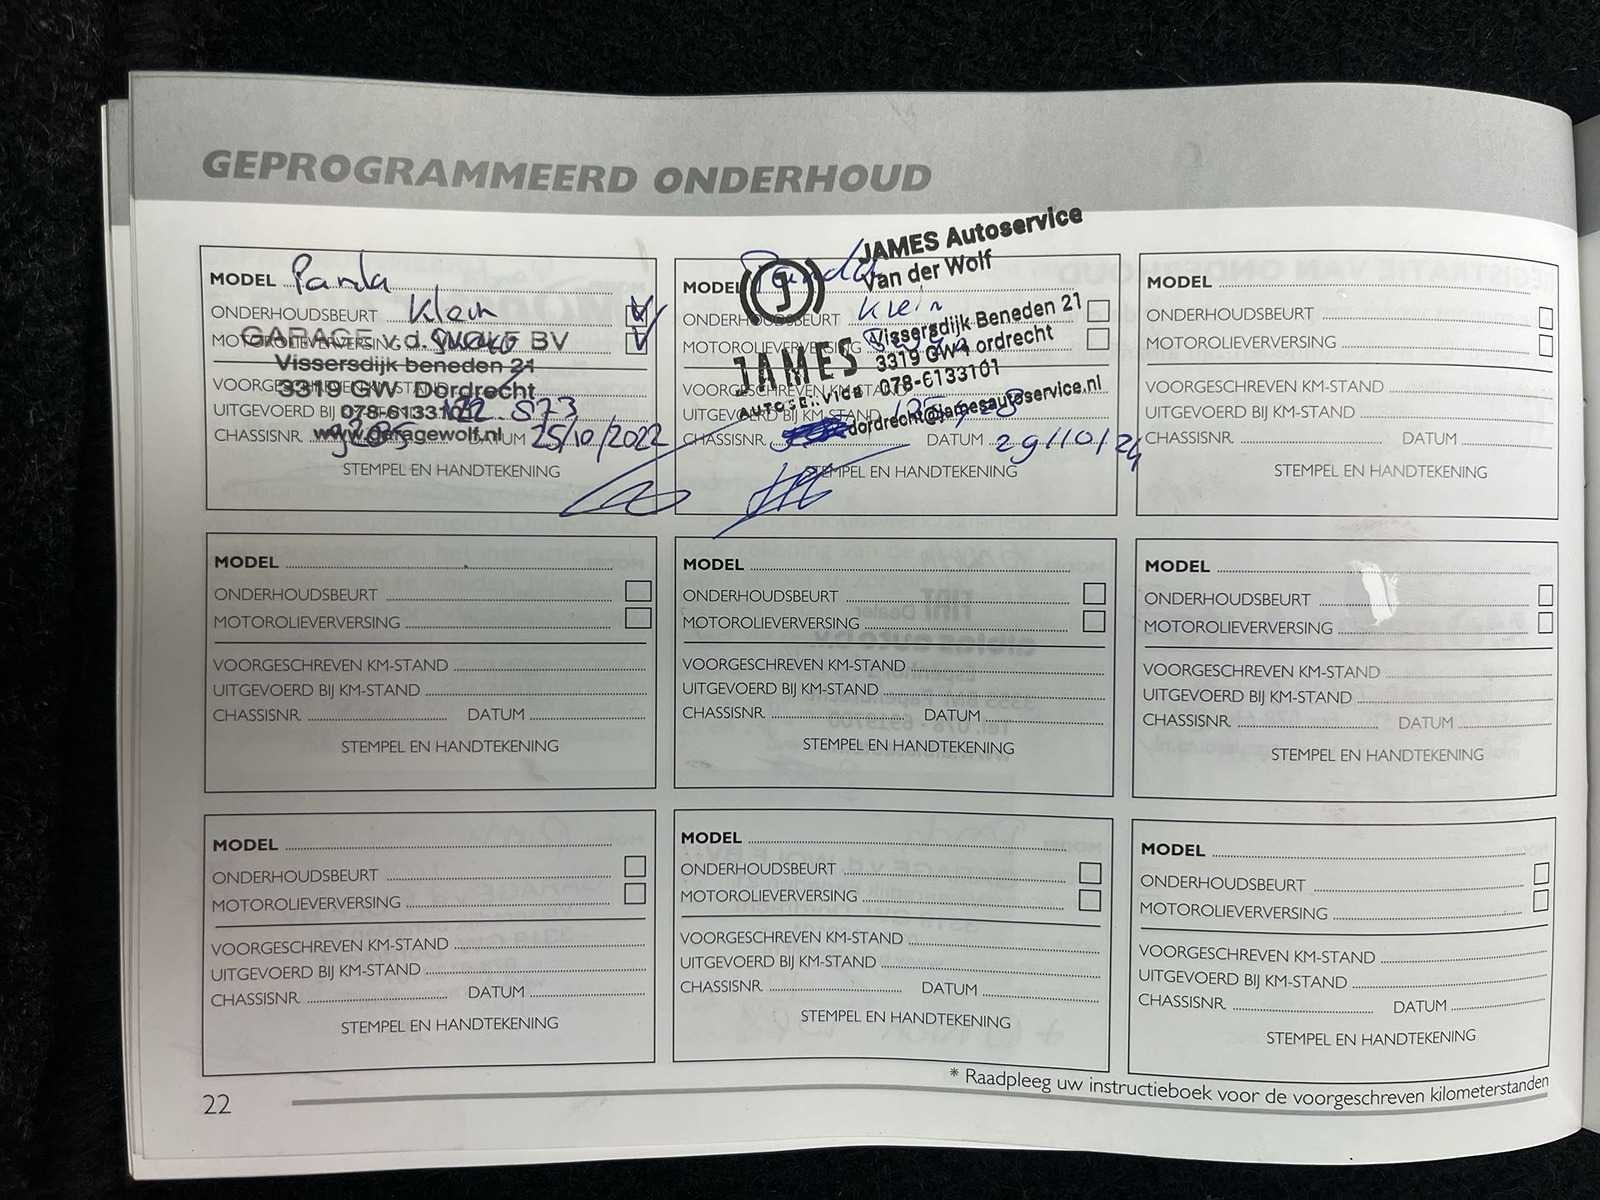 GEPROGRAMMEERD ONDERHOUD
MODEL Panda
ONDERHOUDSBEURT Klein
MOTOROLIEVERVERSING
GARAGE v.d. WOLF BV
Vissersdijk beneden 21
3319 GW Dordrecht
078-6133101
www.garagewolf.nl
VOORGESCHREVEN KM-STAND
UITGEVOERD BIJ KM-STAND 122 573
CHASSISNR. DATUM 25/10/2022
STEMPEL EN HANDTEKENING
MODEL Panda
ONDERHOUDSBEURT Klein
MOTOROLIEVERVERSING
JAMES Autoservice
Van der Wolf
Vissersdijk Beneden 21
3319 GW ordrecht
078-6133101
dordrecht@jamesautoservice.nl
J
JAMES
AUTOSERVICE
VOORGESCHREVEN KM-STAND
UITGEVOERD BIJ KM-STAND
CHASSISNR. DATUM 29/10/24
STEMPEL EN HANDTEKENING
MODEL
ONDERHOUDSBEURT
MOTOROLIEVERVERSING
VOORGESCHREVEN KM-STAND
UITGEVOERD BIJ KM-STAND
CHASSISNR. DATUM
STEMPEL EN HANDTEKENING
MODEL
ONDERHOUDSBEURT
MOTOROLIEVERVERSING
VOORGESCHREVEN KM-STAND
UITGEVOERD BIJ KM-STAND
CHASSISNR. DATUM
STEMPEL EN HANDTEKENING
MODEL
ONDERHOUDSBEURT
MOTOROLIEVERVERSING
VOORGESCHREVEN KM-STAND
UITGEVOERD BIJ KM-STAND
CHASSISNR. DATUM
STEMPEL EN HANDTEKENING
MODEL
ONDERHOUDSBEURT
MOTOROLIEVERVERSING
VOORGESCHREVEN KM-STAND
UITGEVOERD BIJ KM-STAND
CHASSISNR. DATUM
STEMPEL EN HANDTEKENING
MODEL
ONDERHOUDSBEURT
MOTOROLIEVERVERSING
VOORGESCHREVEN KM-STAND
UITGEVOERD BIJ KM-STAND
CHASSISNR. DATUM
STEMPEL EN HANDTEKENING
MODEL
ONDERHOUDSBEURT
MOTOROLIEVERVERSING
VOORGESCHREVEN KM-STAND
UITGEVOERD BIJ KM-STAND
CHASSISNR. DATUM
STEMPEL EN HANDTEKENING
MODEL
ONDERHOUDSBEURT
MOTOROLIEVERVERSING
VOORGESCHREVEN KM-STAND
UITGEVOERD BIJ KM-STAND
CHASSISNR. DATUM
STEMPEL EN HANDTEKENING
* Raadpleeg uw instructieboek voor de voorgeschreven kilometerstanden
22